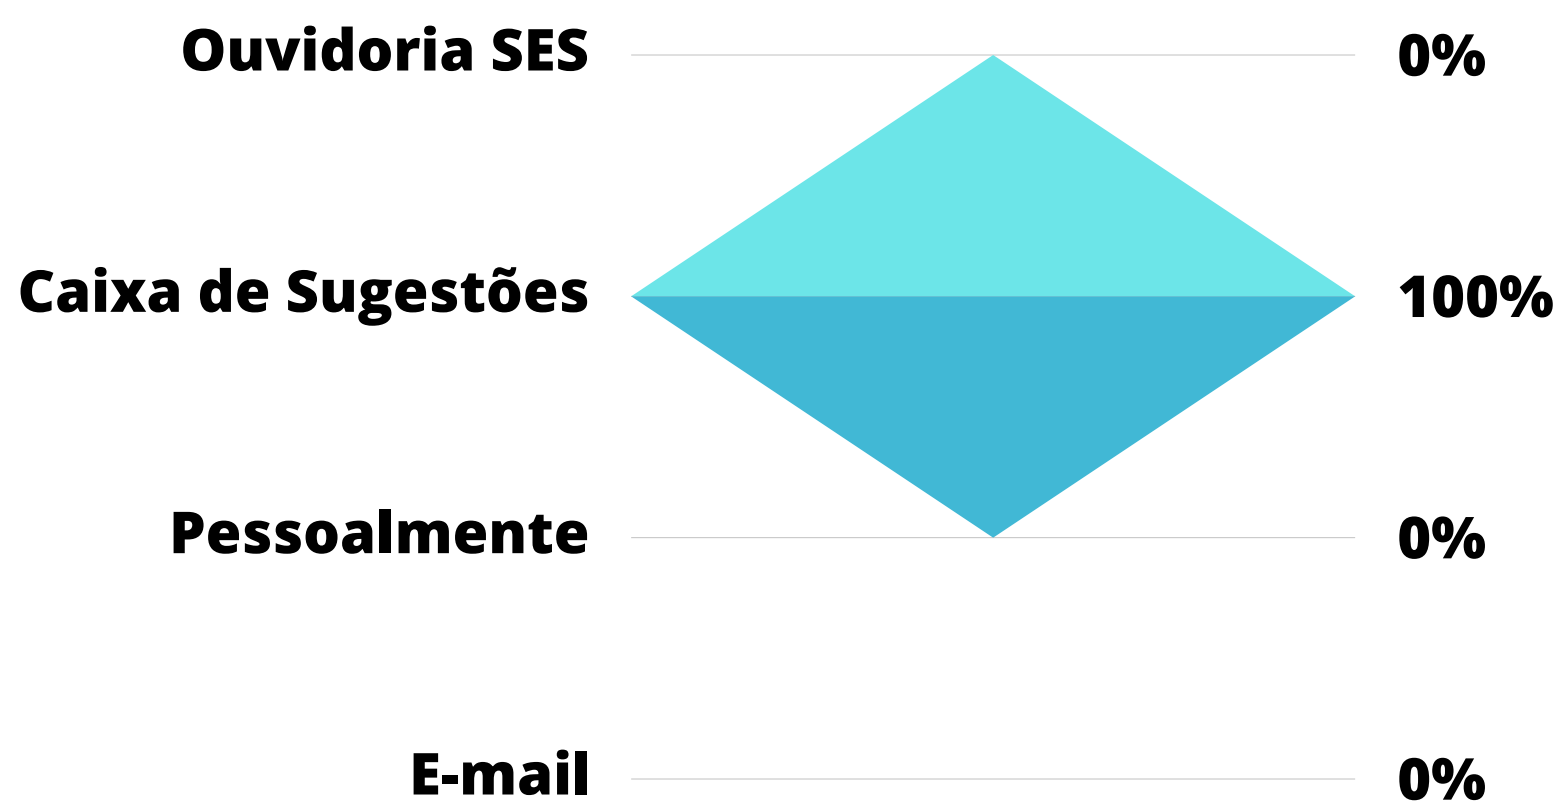 Ouvidoria SES 0%
Caixa de Sugestões 100%
Pessoalmente 0%
E-mail 0%